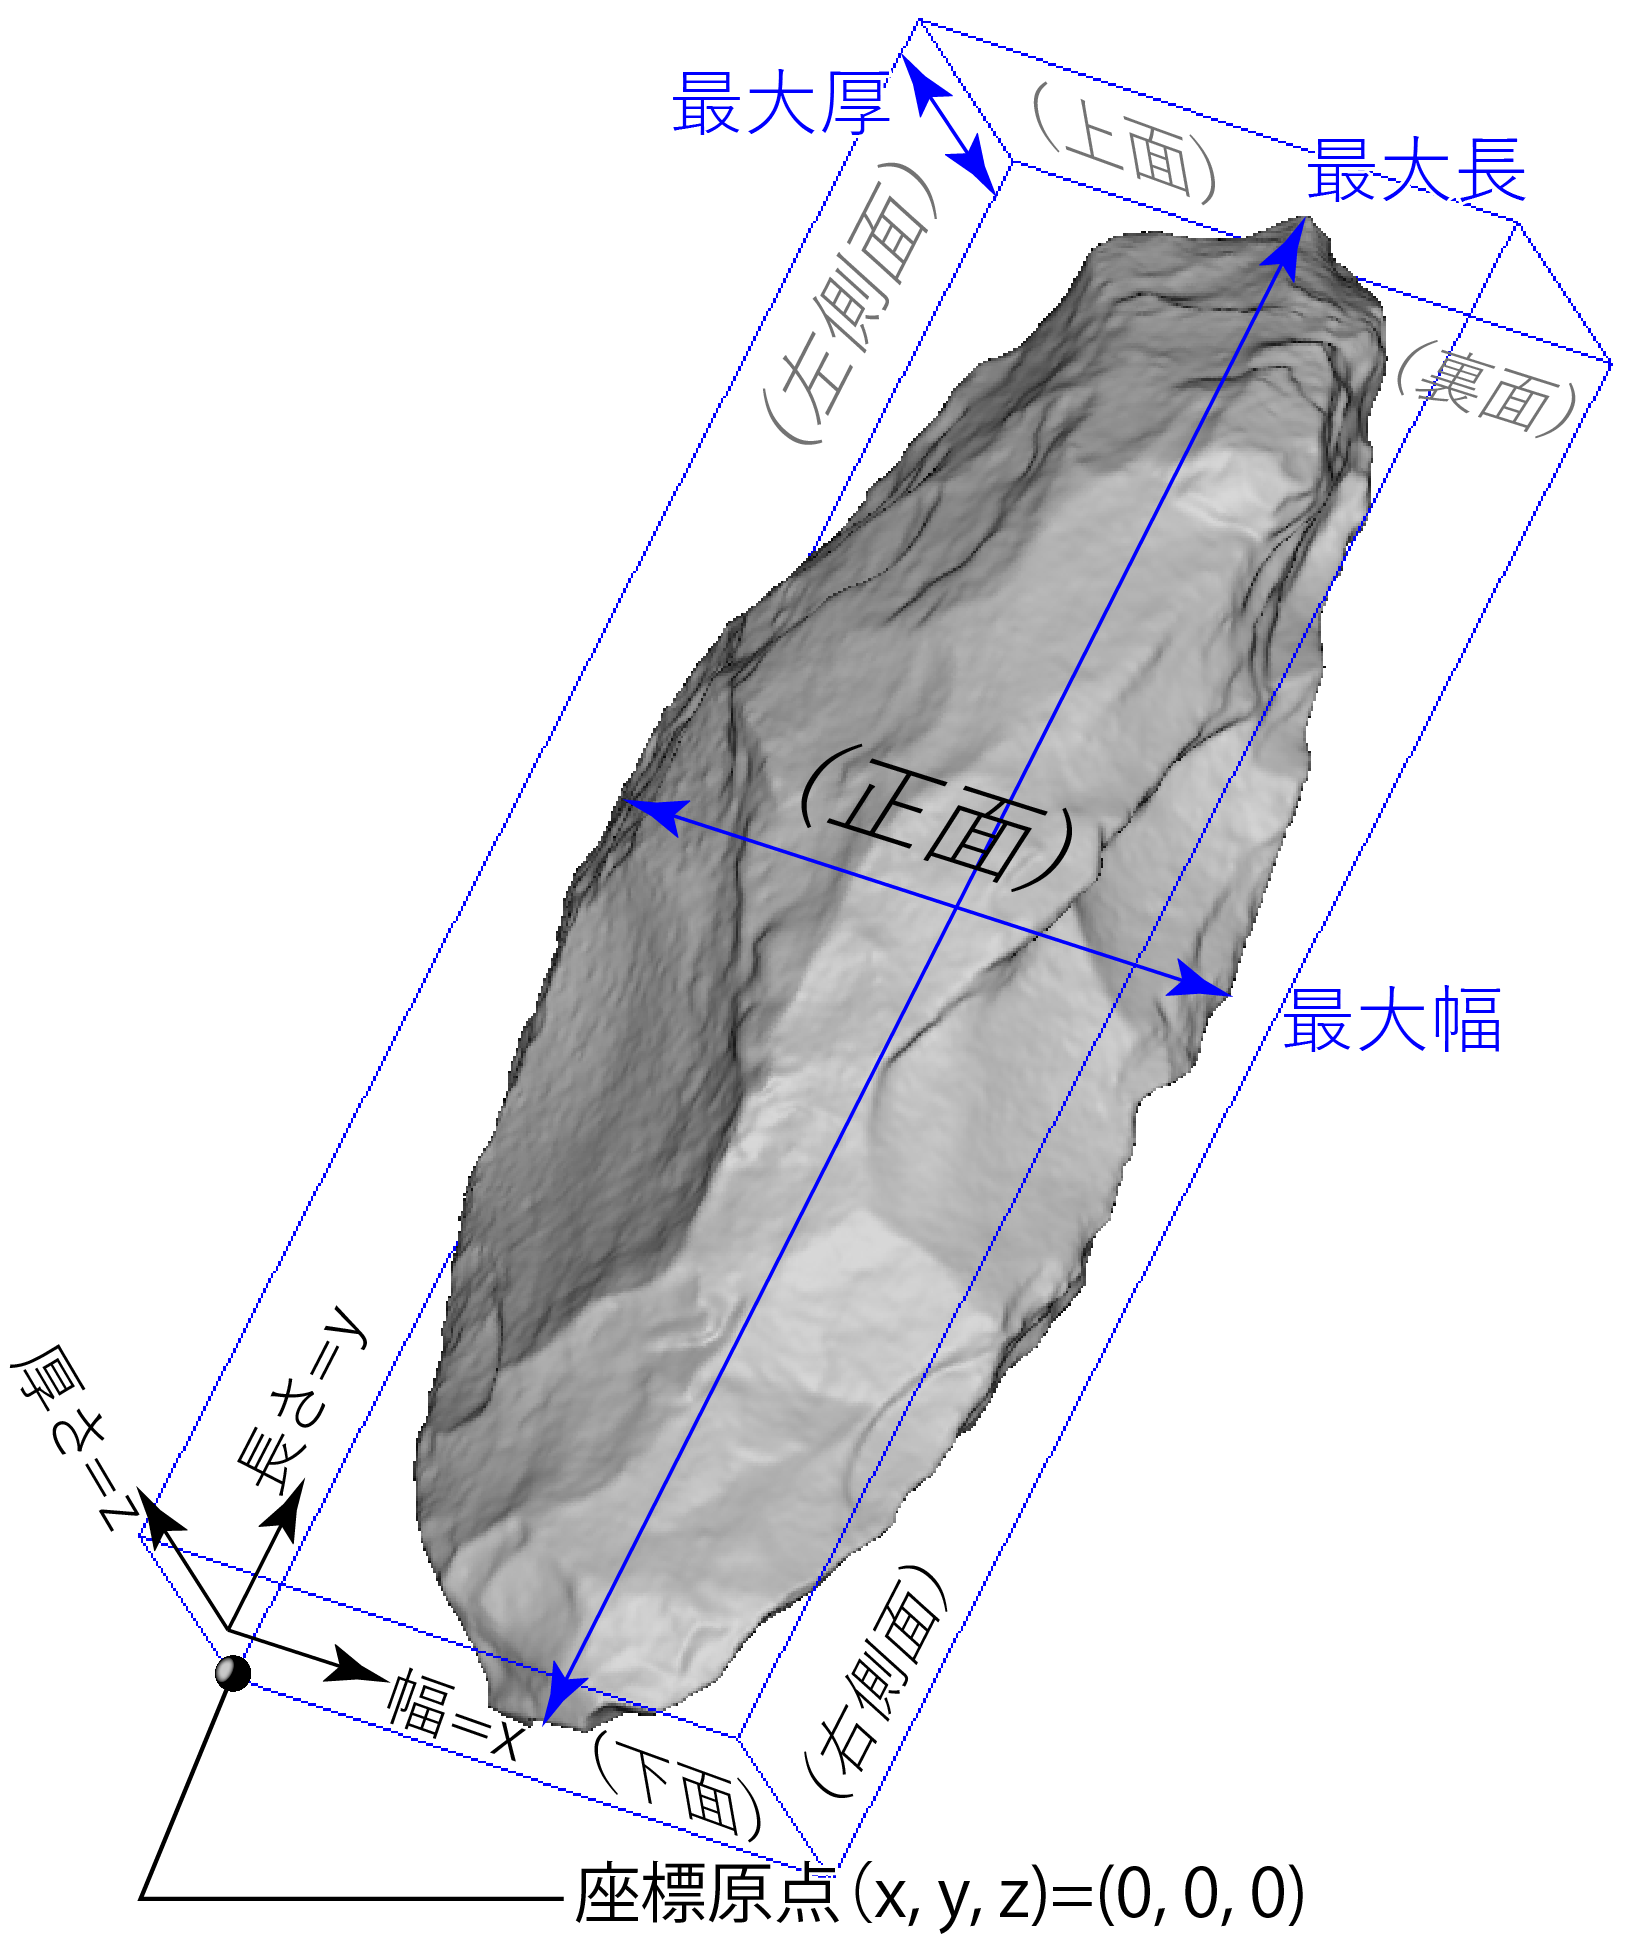 最大厚
(上面)
最大長
(左側面)
(裏面)
(正面)
最大幅
厚さ=z
長さ=y
幅=x
(下面)
(右側面)
座標原点(x, y, z)=(0, 0, 0)